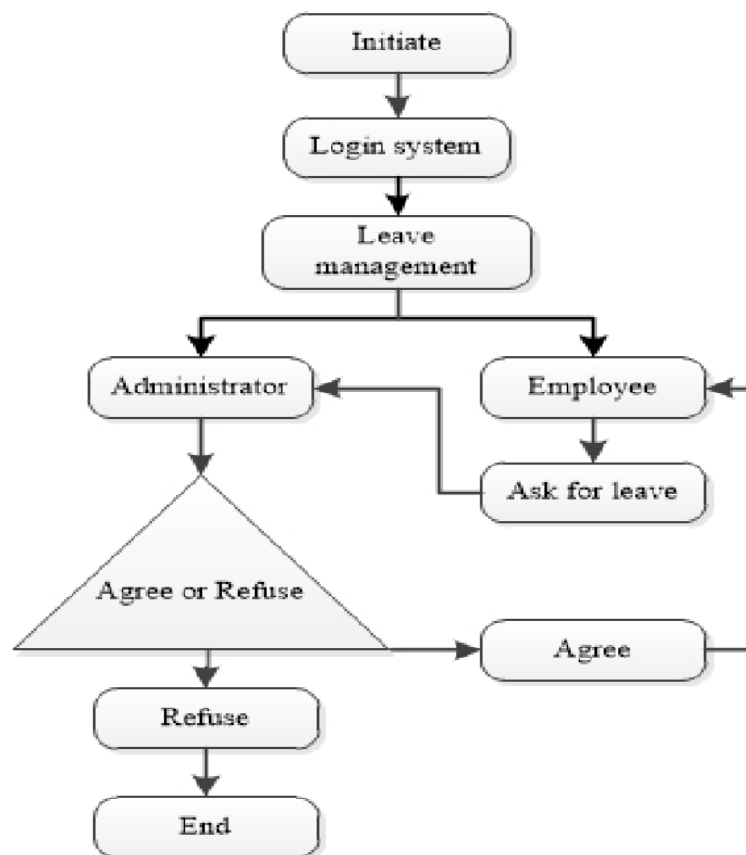 Initiate
Login system
Leave
management
Administrator
Employee
Ask for leave
Agree or Refuse
Agree
Refuse
End